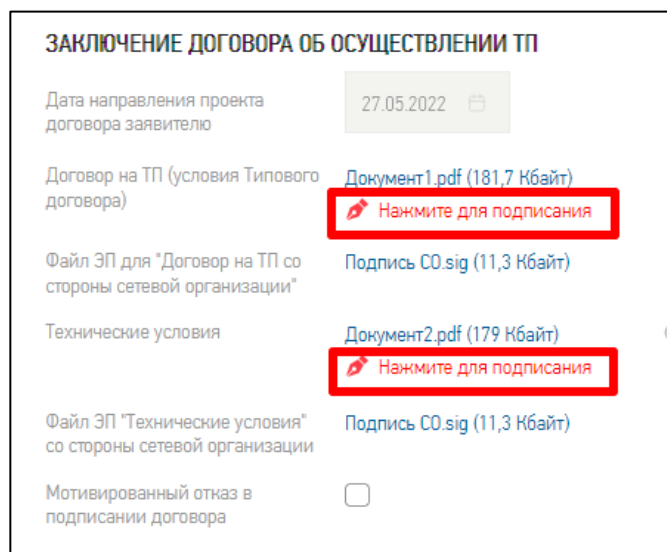 ЗАКЛЮЧЕНИЕ ДОГОВОРА ОБ ОСУЩЕСТВЛЕНИИ ТП
Дата направления проекта
договора заявителю
27.05.2022
Договор на ТП (условия Типового
договора)
Документ1.pdf (181,7 Кбайт)
Нажмите для подписания
Файл ЭП для "Договор на ТП со
стороны сетевой организации"
Подпись СО.sig (11,3 Кбайт)
Технические условия
Документ2.pdf (179 Кбайт)
Нажмите для подписания
Файл ЭП "Технические условия"
со стороны сетевой организации
Подпись СО.sig (11,3 Кбайт)
Мотивированный отказ в
подписании договора